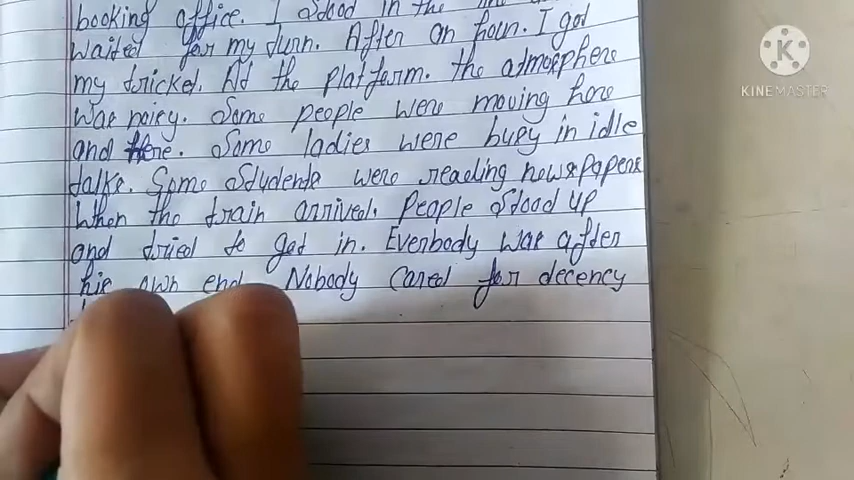 booking office. I stood in the
waited for my turn. After an hour. I got
my tricket. At the platform. the atmosphere
was noisy. Some people were moving here
and there. Some ladies were busy in idle
talks. Some students were reading newspapers
When the train arrived. People stood up
and tried to get in. Everbody was after
his own end. Nobody cared for decency
K
KINEMASTER